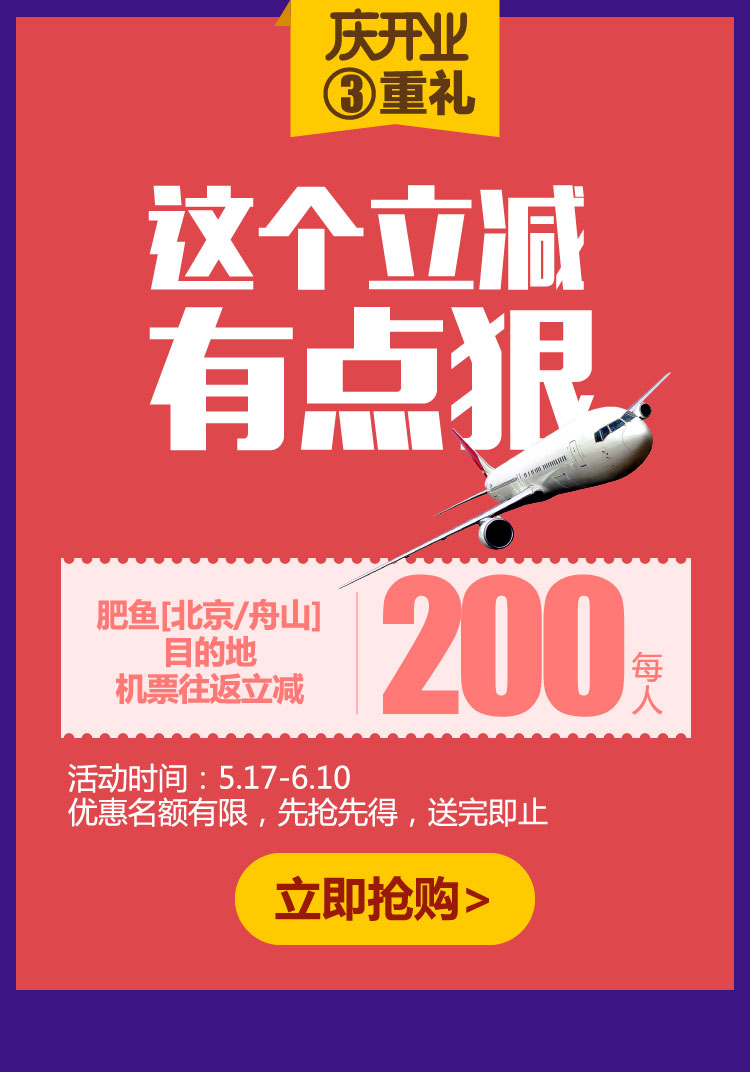 庆开业
③重礼
这个立减
有点狠
肥鱼[北京/舟山]
目的地
机票往返立减
200
每人
活动时间：5.17-6.10
优惠名额有限，先抢先得，送完即止
立即抢购>